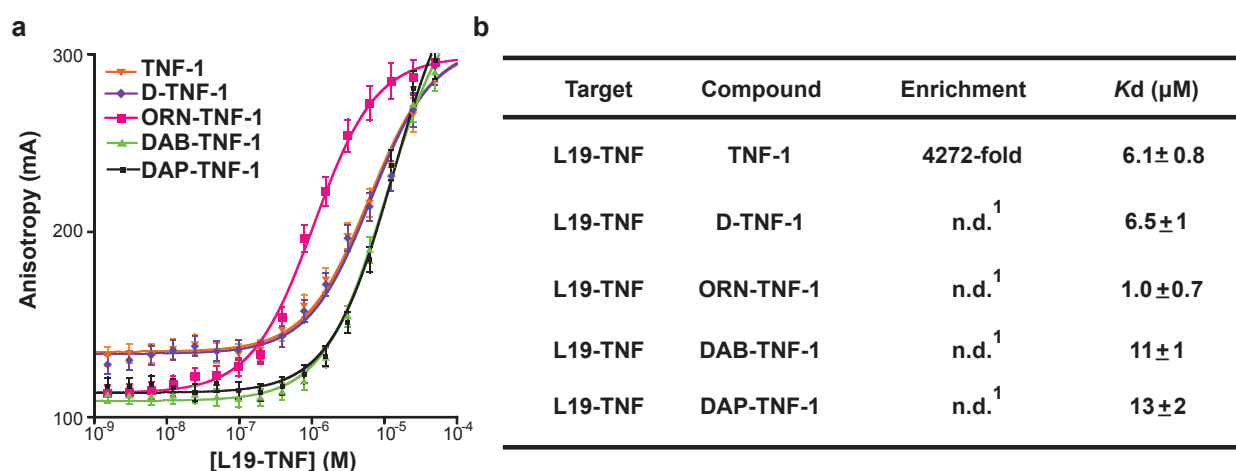 a
300
200
100
Anisotropy (mA)
TNF-1
D-TNF-1
ORN-TNF-1
DAB-TNF-1
DAP-TNF-1
10⁻⁹ 10⁻⁸ 10⁻⁷ 10⁻⁶ 10⁻⁵ 10⁻⁴
[L19-TNF] (M)
b
Target Compound Enrichment Kd (µM)
L19-TNF TNF-1 4272-fold 6.1± 0.8
L19-TNF D-TNF-1 n.d.¹ 6.5±1
L19-TNF ORN-TNF-1 n.d.¹ 1.0±0.7
L19-TNF DAB-TNF-1 n.d.¹ 11±1
L19-TNF DAP-TNF-1 n.d.¹ 13±2